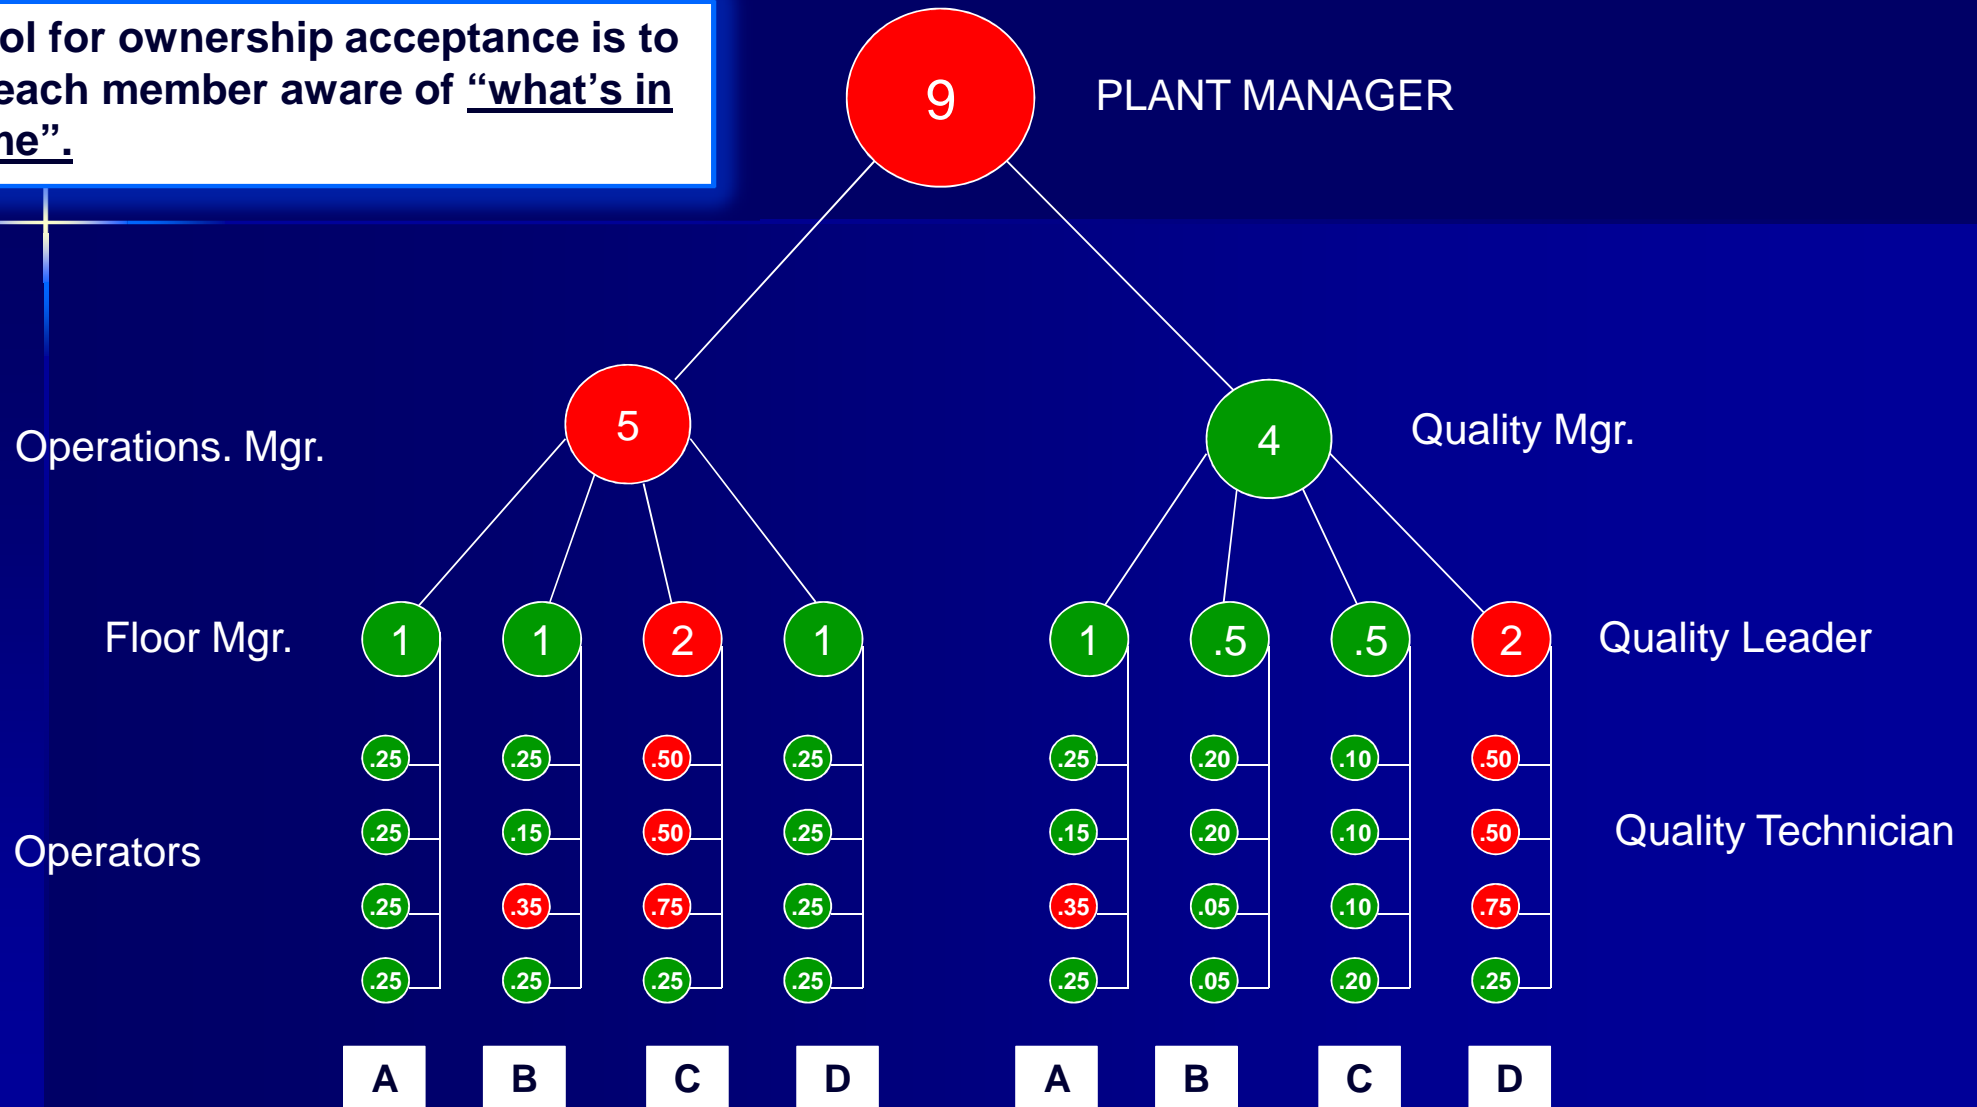 ol for ownership acceptance is to
each member aware of “what’s in
ne”.
9
PLANT MANAGER
Operations. Mgr.
5
4
Quality Mgr.
Floor Mgr.
1 1 2 1
1 .5 .5 2
Quality Leader
.25 .25 .50 .25
.25 .20 .10 .50
Operators
.25 .15 .50 .25
.15 .20 .10 .50
Quality Technician
.25 .35 .75 .25
.35 .05 .10 .75
.25 .25 .25 .25
.25 .05 .20 .25
A B C D
A B C D